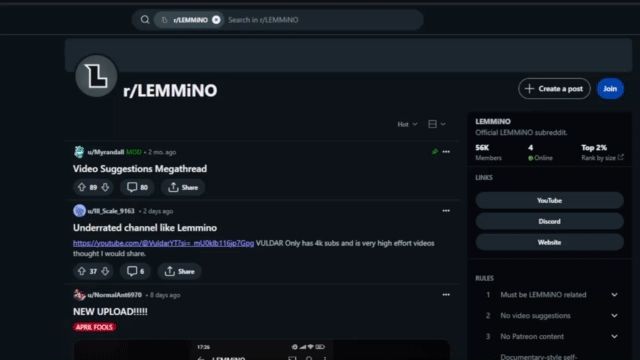 r/LEMMiNO Search in r/LEMMiNO
r/LEMMiNO
Create a post
Join
Hot
u/Myrandall MOD • 2 mo. ago
Video Suggestions Megathread
89 80 Share
u/Ill_Scale_9163 • 2 days ago
Underrated channel like Lemmino
https://youtube.com/@VuldarYT?si=_mU0kIb116jp7Gpg VULDAR Only has 4k subs and is very high effort videos
thought I would share.
37 6 Share
u/NormalAnt6970 • 8 days ago
NEW UPLOAD!!!!!
APRIL FOOLS
17:26
LEMMiNO
LEMMiNO
Official LEMMiNO subreddit.
56K 4 Top 2%
Members Online Rank by size
LINKS
YouTube
Discord
Website
RULES
1 Must be LEMMiNO related
2 No video suggestions
3 No Patreon content
Documentary-style self-